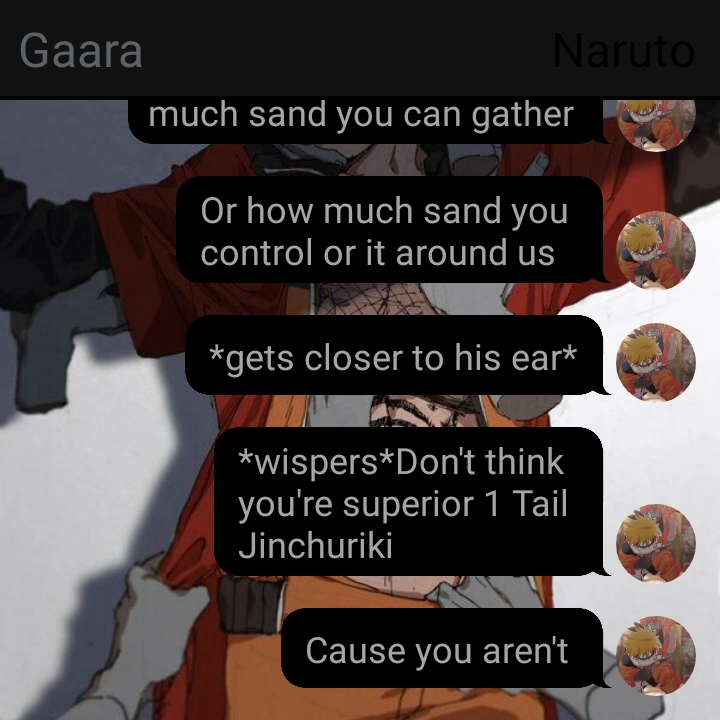 Gaara
Naruto
much sand you can gather
Or how much sand you
control or it around us
*gets closer to his ear*
*wispers*Don't think
you're superior 1 Tail
Jinchuriki
Cause you aren't